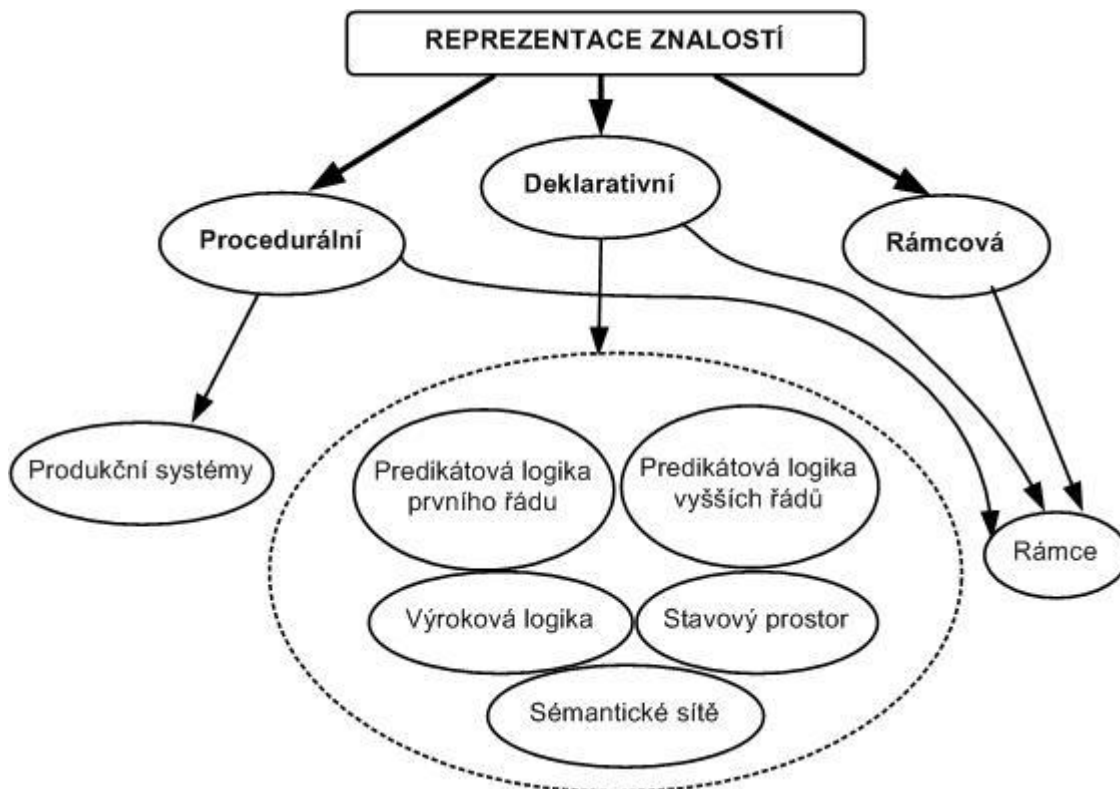 REPREZENTACE ZNALOSTÍ
Procedurální
Deklarativní
Rámcová
Produkční systémy
Predikátová logika
prvního řádu
Predikátová logika
vyšších řádů
Rámce
Výroková logika
Stavový prostor
Sémantické sítě